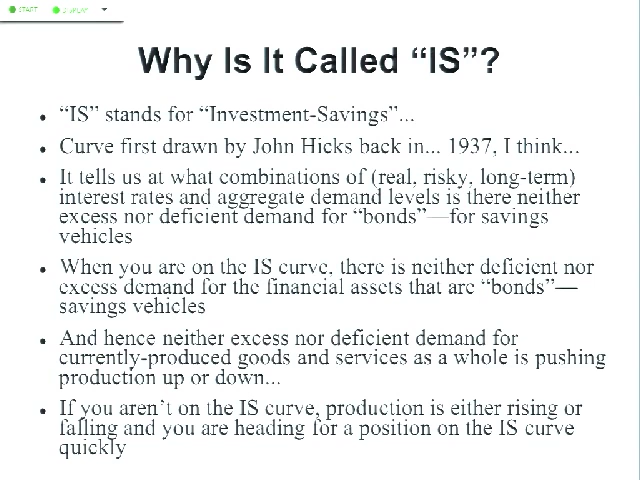 START DISPLAY
Why Is It Called “IS”?
“IS” stands for “Investment-Savings”...
Curve first drawn by John Hicks back in... 1937, I think...
It tells us at what combinations of (real, risky, long-term)
interest rates and aggregate demand levels is there neither
excess nor deficient demand for “bonds”—for savings
vehicles
When you are on the IS curve, there is neither deficient nor
excess demand for the financial assets that are “bonds”—
savings vehicles
And hence neither excess nor deficient demand for
currently-produced goods and services as a whole is pushing
production up or down...
If you aren’t on the IS curve, production is either rising or
falling and you are heading for a position on the IS curve
quickly